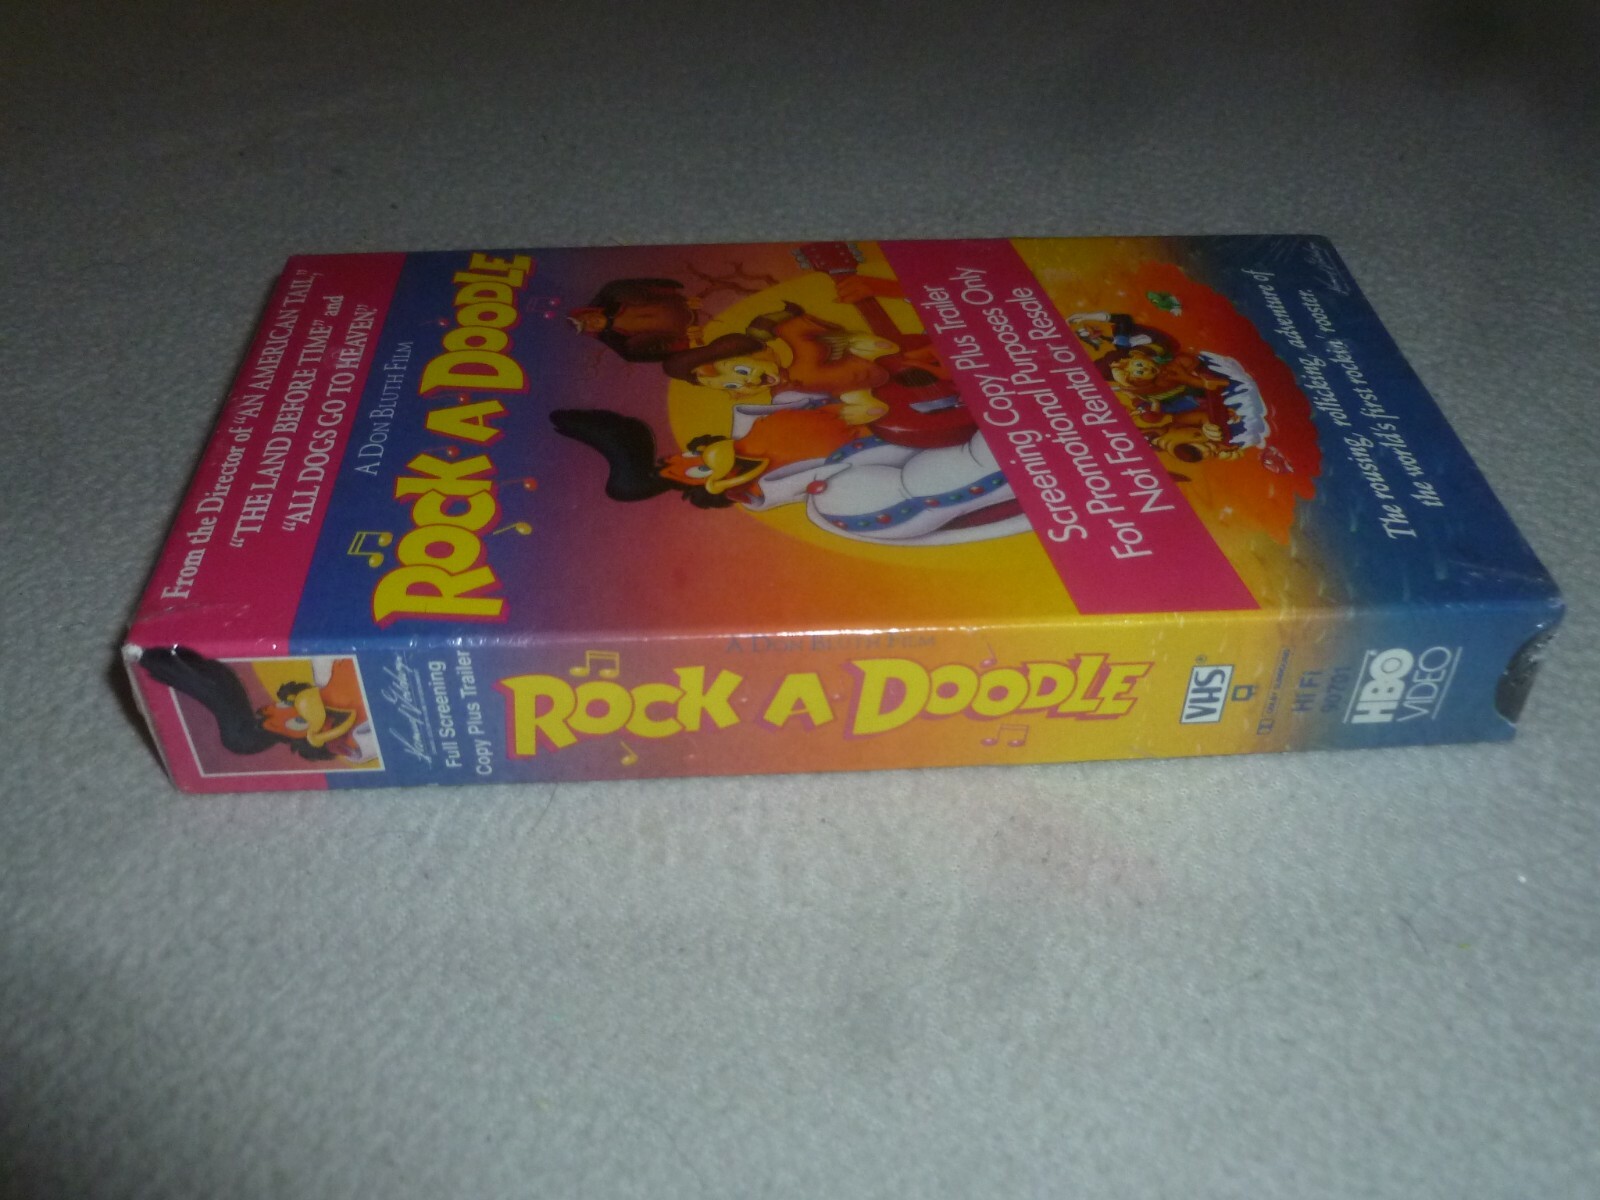 From the Director of "AN AMERICAN TAIL,"
"THE LAND BEFORE TIME" and
"ALL DOGS GO TO HEAVEN."
A DON BLUTH FILM
ROCK A DOODLE
Screening Copy Plus Trailer
For Promotional Purposes Only
Not For Rental or Resale
The rousing, rollicking, adventure of
the world's first rockin' rooster.
Full Screening
Copy Plus Trailer
A DON BLUTH FILM
ROCK A DOODLE
VHS®
HI FI
90701
HBO
VIDEO